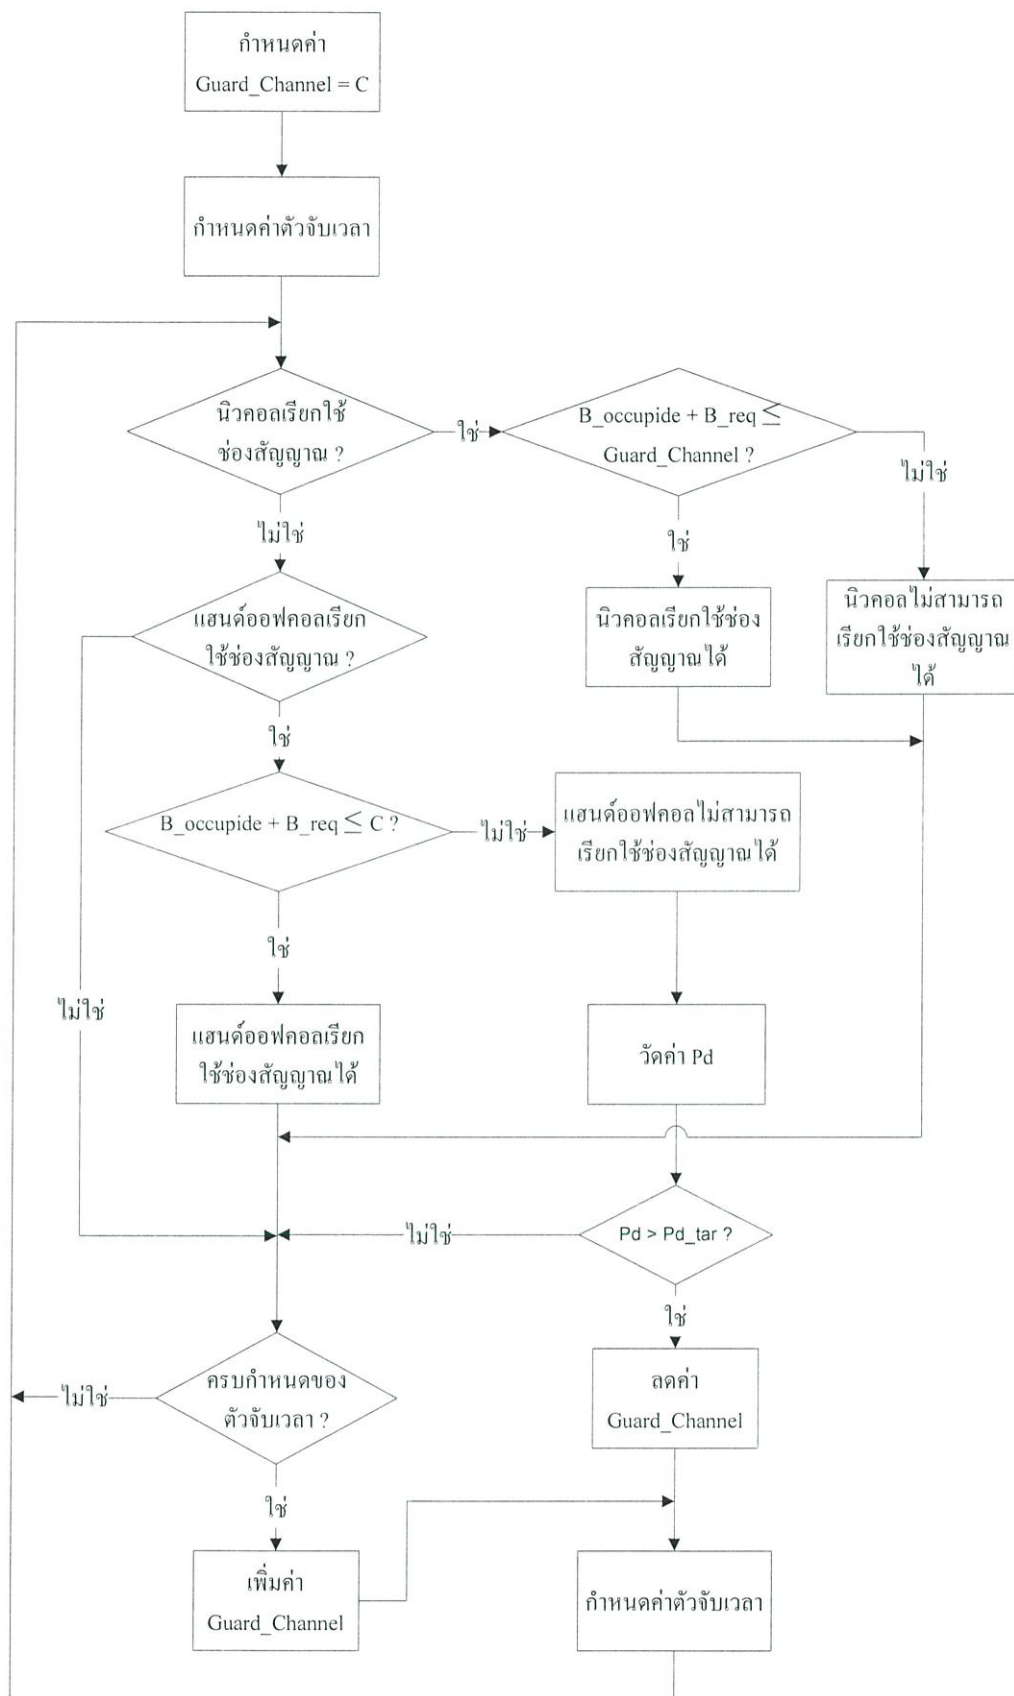 กำหนดค่า
Guard_Channel = C
กำหนดค่าตัวจับเวลา
นิวคอลเรียกใช้
ช่องสัญญาณ ?
ใช่
B_occupide + B_req ≤
Guard_Channel ?
ไม่ใช่
ไม่ใช่
ใช่
แฮนด์ออฟคอลเรียก
ใช้ช่องสัญญาณ ?
นิวคอลเรียกใช้ช่อง
สัญญาณได้
นิวคอลไม่สามารถ
เรียกใช้ช่องสัญญาณ
ได้
ใช่
B_occupide + B_req ≤ C ?
ไม่ใช่
แฮนด์ออฟคอลไม่สามารถ
เรียกใช้ช่องสัญญาณได้
ใช่
ไม่ใช่
แฮนด์ออฟคอลเรียก
ใช้ช่องสัญญาณได้
วัดค่า Pd
ไม่ใช่
Pd > Pd_tar ?
ใช่
ครบกำหนดของ
ตัวจับเวลา ?
ไม่ใช่
ลดค่า
Guard_Channel
ใช่
เพิ่มค่า
Guard_Channel
กำหนดค่าตัวจับเวลา